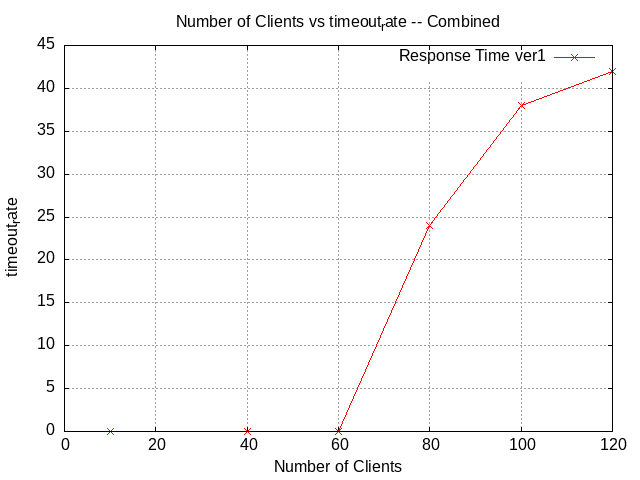 Number of Clients vs timeout_rate -- Combined
45
Response Time ver1
40
35
30
25
20
15
10
5
0
timeout_rate
0 20 40 60 80 100 120
Number of Clients